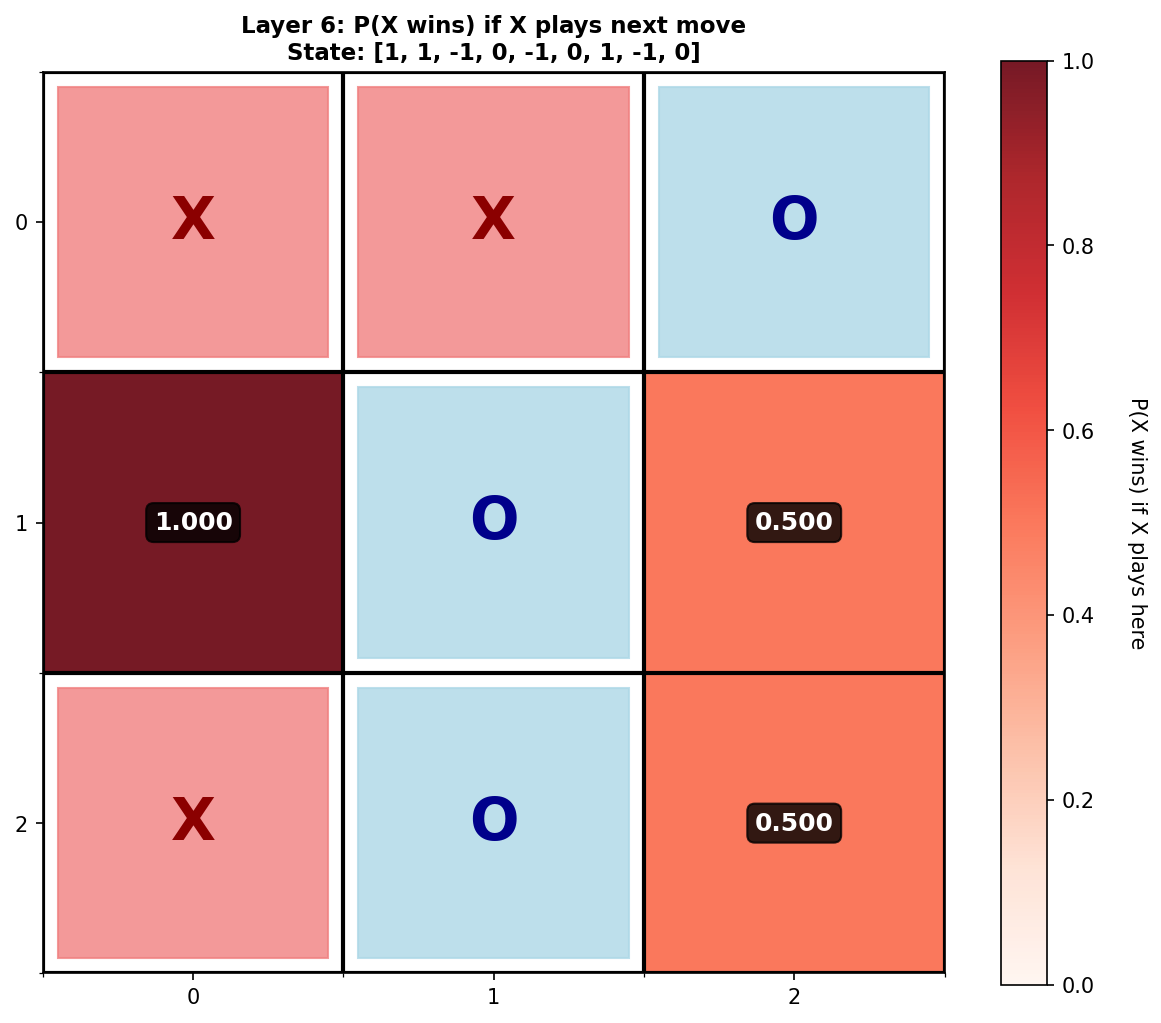 Layer 6: P(X wins) if X plays next move
State: [1, 1, -1, 0, -1, 0, 1, -1, 0]
0
X
X
O
1
1.000
O
0.500
2
X
O
0.500
0
1
2
1.0
0.8
0.6
0.4
0.2
0.0
P(X wins) if X plays here